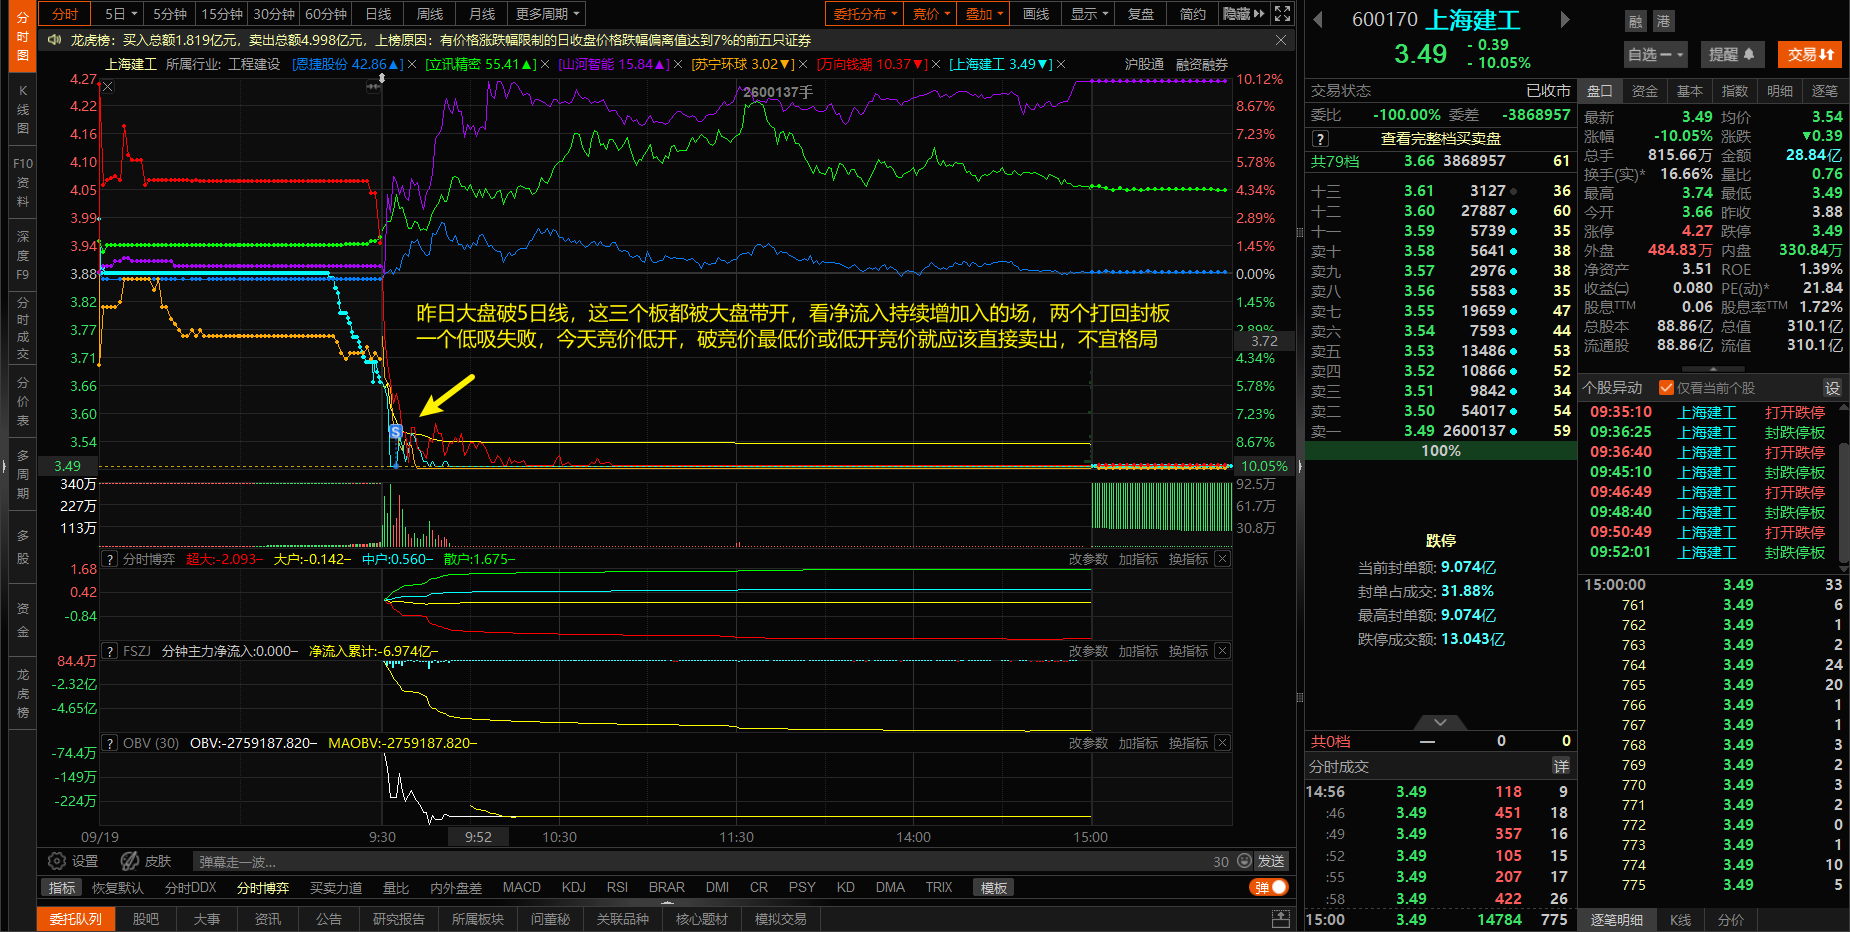 分时图
K线图
F10资料
深度F9
分时成交
分价表
多周期
多股
资金
龙虎榜
分时 5日 5分钟 15分钟 30分钟 60分钟 日线 周线 月线 更多周期
委托分布 竞价 叠加 画线 显示 复盘 简约 隐藏
龙虎榜：买入总额1.819亿元，卖出总额4.998亿元，上榜原因：有价格涨跌幅限制的日收盘价格跌幅偏离值达到7%的前五只证券
上海建工 所属行业: 工程建设 [恩捷股份 42.86▲]× [立讯精密 55.41▲]× [山河智能 15.84▲]× [苏宁环球 3.02▼]× [万向钱潮 10.37▼]× [上海建工 3.49▼]× 沪股通 融资融券
2600137手
4.27 10.12%
4.22 8.67%
4.16 7.23%
4.10 5.78%
4.05 4.34%
3.99 2.89%
3.94 1.45%
3.88 0.00%
3.82 1.45%
3.77 2.89%
3.72
3.71 4.34%
3.66 5.78%
3.60 7.23%
3.54 8.67%
3.49 10.05%
昨日大盘破5日线，这三个板都被大盘带开，看净流入持续增加入的场，两个打回封板
一个低吸失败，今天竞价低开，破竞价最低价或低开竞价就应该直接卖出，不宜格局
S
340万 92.5万
227万 61.7万
113万 30.8万
? 分时博弈 超大:-2.093- 大户:-0.142- 中户:0.560- 散户:1.675- 改参数 加指标 换指标
1.68
0.42
-0.84
? FSZJ 分钟主力净流入:0.000- 净流入累计:-6.974亿- 改参数 加指标 换指标
84.4万
-2.32亿
-4.65亿
? OBV (30) OBV:-2759187.820- MAOBV:-2759187.820- 改参数 加指标 换指标
-74.4万
-149万
-224万
09/19 9:30 9:52 10:30 11:30 14:00 15:00
设置 皮肤 弹幕走一波... 30 发送
指标 恢复默认 分时DDX 分时博弈 买卖力道 量比 内外盘差 MACD KDJ RSI BRAR DMI CR PSY KD DMA TRIX 模板 弹
委托队列 股吧 大事 资讯 公告 研究报告 所属板块 问董秘 关联品种 核心题材 模拟交易
600170 上海建工 融 港
3.49 -0.39
-10.05%
自选 提醒 交易
交易状态 已收市
委比 -100.00% 委差 -3868957
? 查看完整档买卖盘
共79档 3.66 3868957 61
十三 3.61 3127 36
十二 3.60 27887 60
十一 3.59 5739 35
卖十 3.58 5641 38
卖九 3.57 2976 38
卖八 3.56 5583 35
卖七 3.55 19659 47
卖六 3.54 7593 44
卖五 3.53 13486 53
卖四 3.52 10866 52
卖三 3.51 9842 34
卖二 3.50 54017 54
卖一 3.49 2600137 59
100%
跌停
当前封单额: 9.074亿
封单占成交: 31.88%
最高封单额: 9.074亿
跌停成交额: 13.043亿
共0档 — 0 0
分时成交 详
14:56 3.49 118 9
:46 3.49 451 18
:49 3.49 357 16
:52 3.49 105 15
:55 3.49 207 17
:58 3.49 422 26
15:00 3.49 14784 775
盘口 资金 基本 指数 明细 逐笔
最新 3.49 均价 3.54
涨幅 -10.05% 涨跌 ▼0.39
总手 815.66万 金额 28.84亿
换手(实)* 16.66% 量比 0.76
最高 3.74 最低 3.49
今开 3.66 昨收 3.88
涨停 4.27 跌停 3.49
外盘 484.83万 内盘 330.84万
净资产 3.51 ROE 1.39%
收益㈡ 0.080 PE(动)* 21.84
股息TTM 0.06 股息率TTM 1.72%
总股本 88.86亿 总值 310.1亿
流通股 88.86亿 流值 310.1亿
个股异动 仅看当前个股 设
09:35:10 上海建工 打开跌停
09:36:25 上海建工 封跌停板
09:36:40 上海建工 打开跌停
09:45:10 上海建工 封跌停板
09:46:49 上海建工 打开跌停
09:48:40 上海建工 封跌停板
09:50:49 上海建工 打开跌停
09:52:01 上海建工 封跌停板
15:00:00 3.49 33
761 3.49 6
762 3.49 1
763 3.49 2
764 3.49 24
765 3.49 20
766 3.49 1
767 3.49 1
768 3.49 3
769 3.49 2
770 3.49 3
771 3.49 2
772 3.49 0
773 3.49 1
774 3.49 10
775 3.49 5
逐笔明细 K线 分价